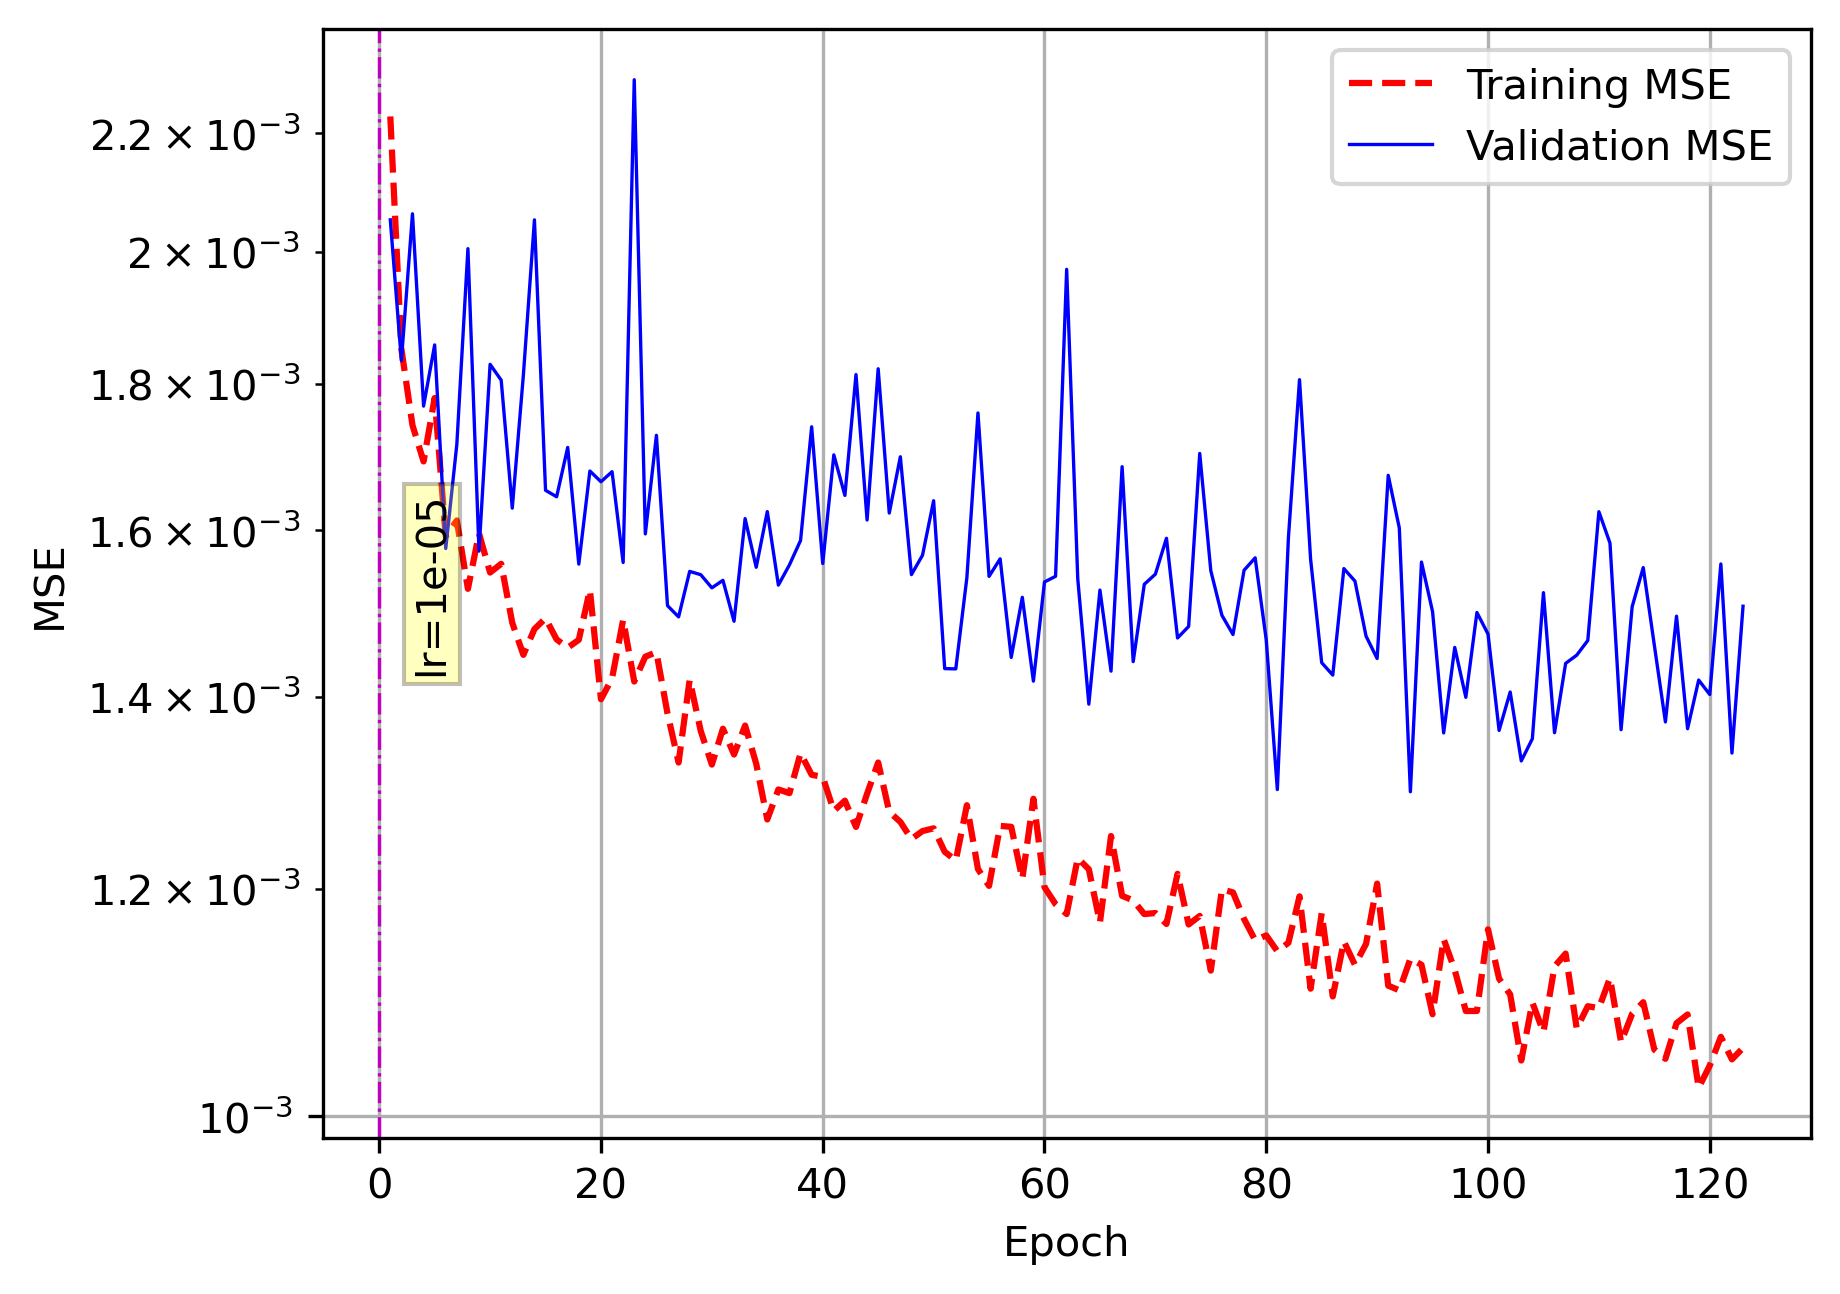 Training MSE
Validation MSE
2.2 × 10⁻³
2 × 10⁻³
1.8 × 10⁻³
1.6 × 10⁻³
1.4 × 10⁻³
1.2 × 10⁻³
10⁻³
MSE
lr=1e-05
0 20 40 60 80 100 120
Epoch